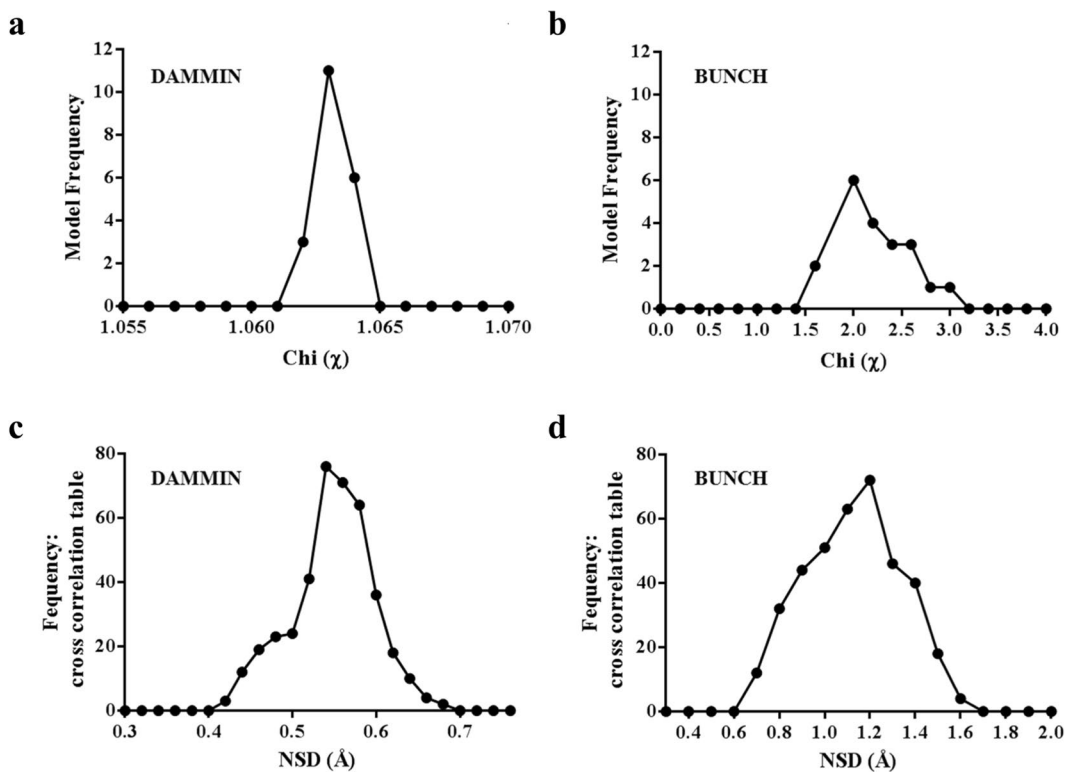 a
DAMMIN
Model Frequency
12
10
8
6
4
2
0
1.055 1.060 1.065 1.070
Chi (χ)
b
BUNCH
Model Frequency
12
10
8
6
4
2
0
0.0 0.5 1.0 1.5 2.0 2.5 3.0 3.5 4.0
Chi (χ)
c
DAMMIN
Fequency:
cross correlation table
80
60
40
20
0
0.3 0.4 0.5 0.6 0.7
NSD (Å)
d
BUNCH
Fequency:
cross correlation table
80
60
40
20
0
0.4 0.6 0.8 1.0 1.2 1.4 1.6 1.8 2.0
NSD (Å)